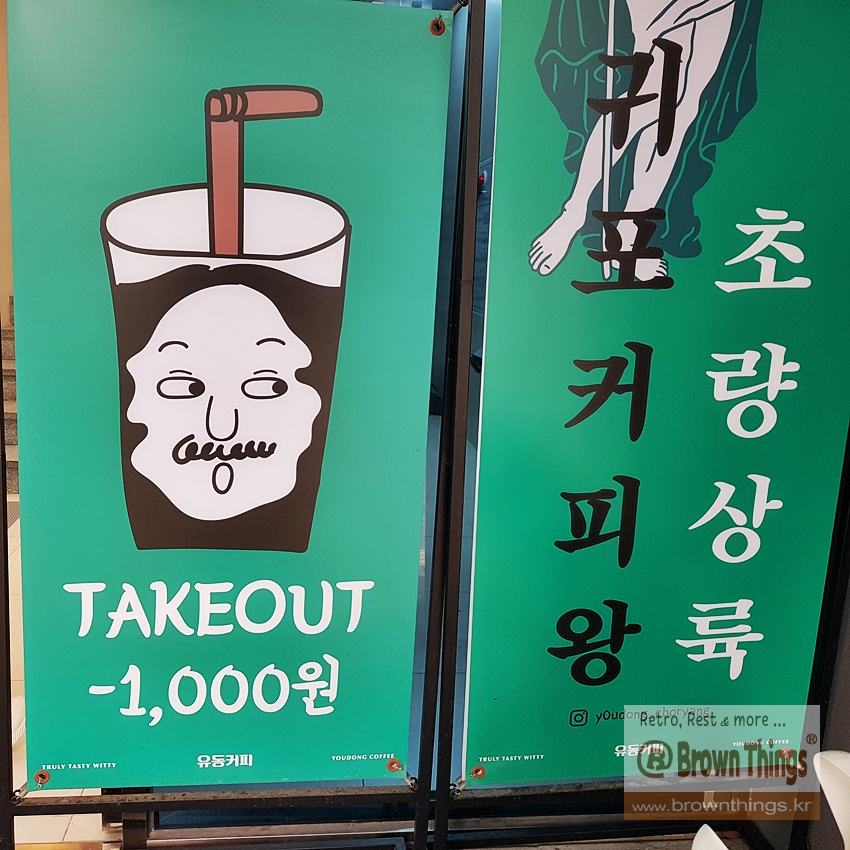 TAKEOUT
-1,000원
TRULY TASTY WITTY
유동커피
YOUDONG COFFEE
귀포커피왕
초량상륙
y0udong_choryang
TRULY TASTY WITTY
유동커피
YOUDONG COFFEE
Retro, Rest & more ...
Brown Things®
www.brownthings.kr